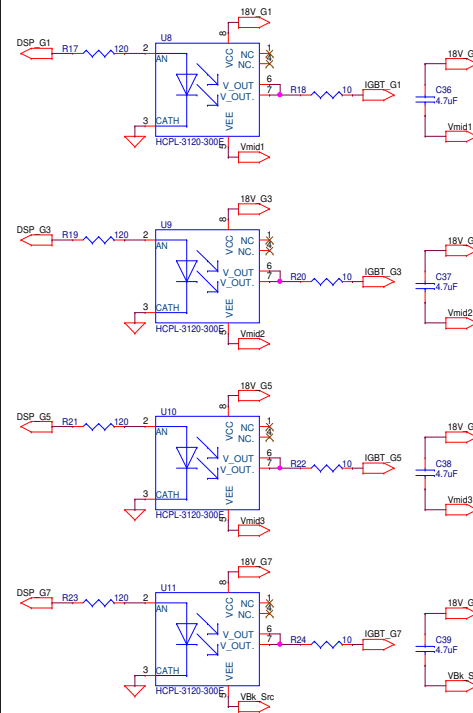 18V_G1
DSP_G1 R17 120 2 U8 8
AN VCC NC 1
NC. 4
V_OUT 6
V_OUT. 7 R18 10 IGBT_G1
3 CATH VEE 5
HCPL-3120-300E Vmid1
18V_G
C36
4.7uF
Vmid1
18V_G3
DSP_G3 R19 120 2 U9 8
AN VCC NC 1
NC. 4
V_OUT 6
V_OUT. 7 R20 10 IGBT_G3
3 CATH VEE 5
HCPL-3120-300E Vmid2
18V_G
C37
4.7uF
Vmid2
18V_G5
DSP_G5 R21 120 2 U10 8
AN VCC NC 1
NC. 4
V_OUT 6
V_OUT. 7 R22 10 IGBT_G5
3 CATH VEE 5
HCPL-3120-300E Vmid3
18V_G
C38
4.7uF
Vmid3
18V_G7
DSP_G7 R23 120 2 U11 8
AN VCC NC 1
NC. 4
V_OUT 6
V_OUT. 7 R24 10 IGBT_G7
3 CATH VEE 5
HCPL-3120-300E VBk_Src
18V_G
C39
4.7uF
VBk_S